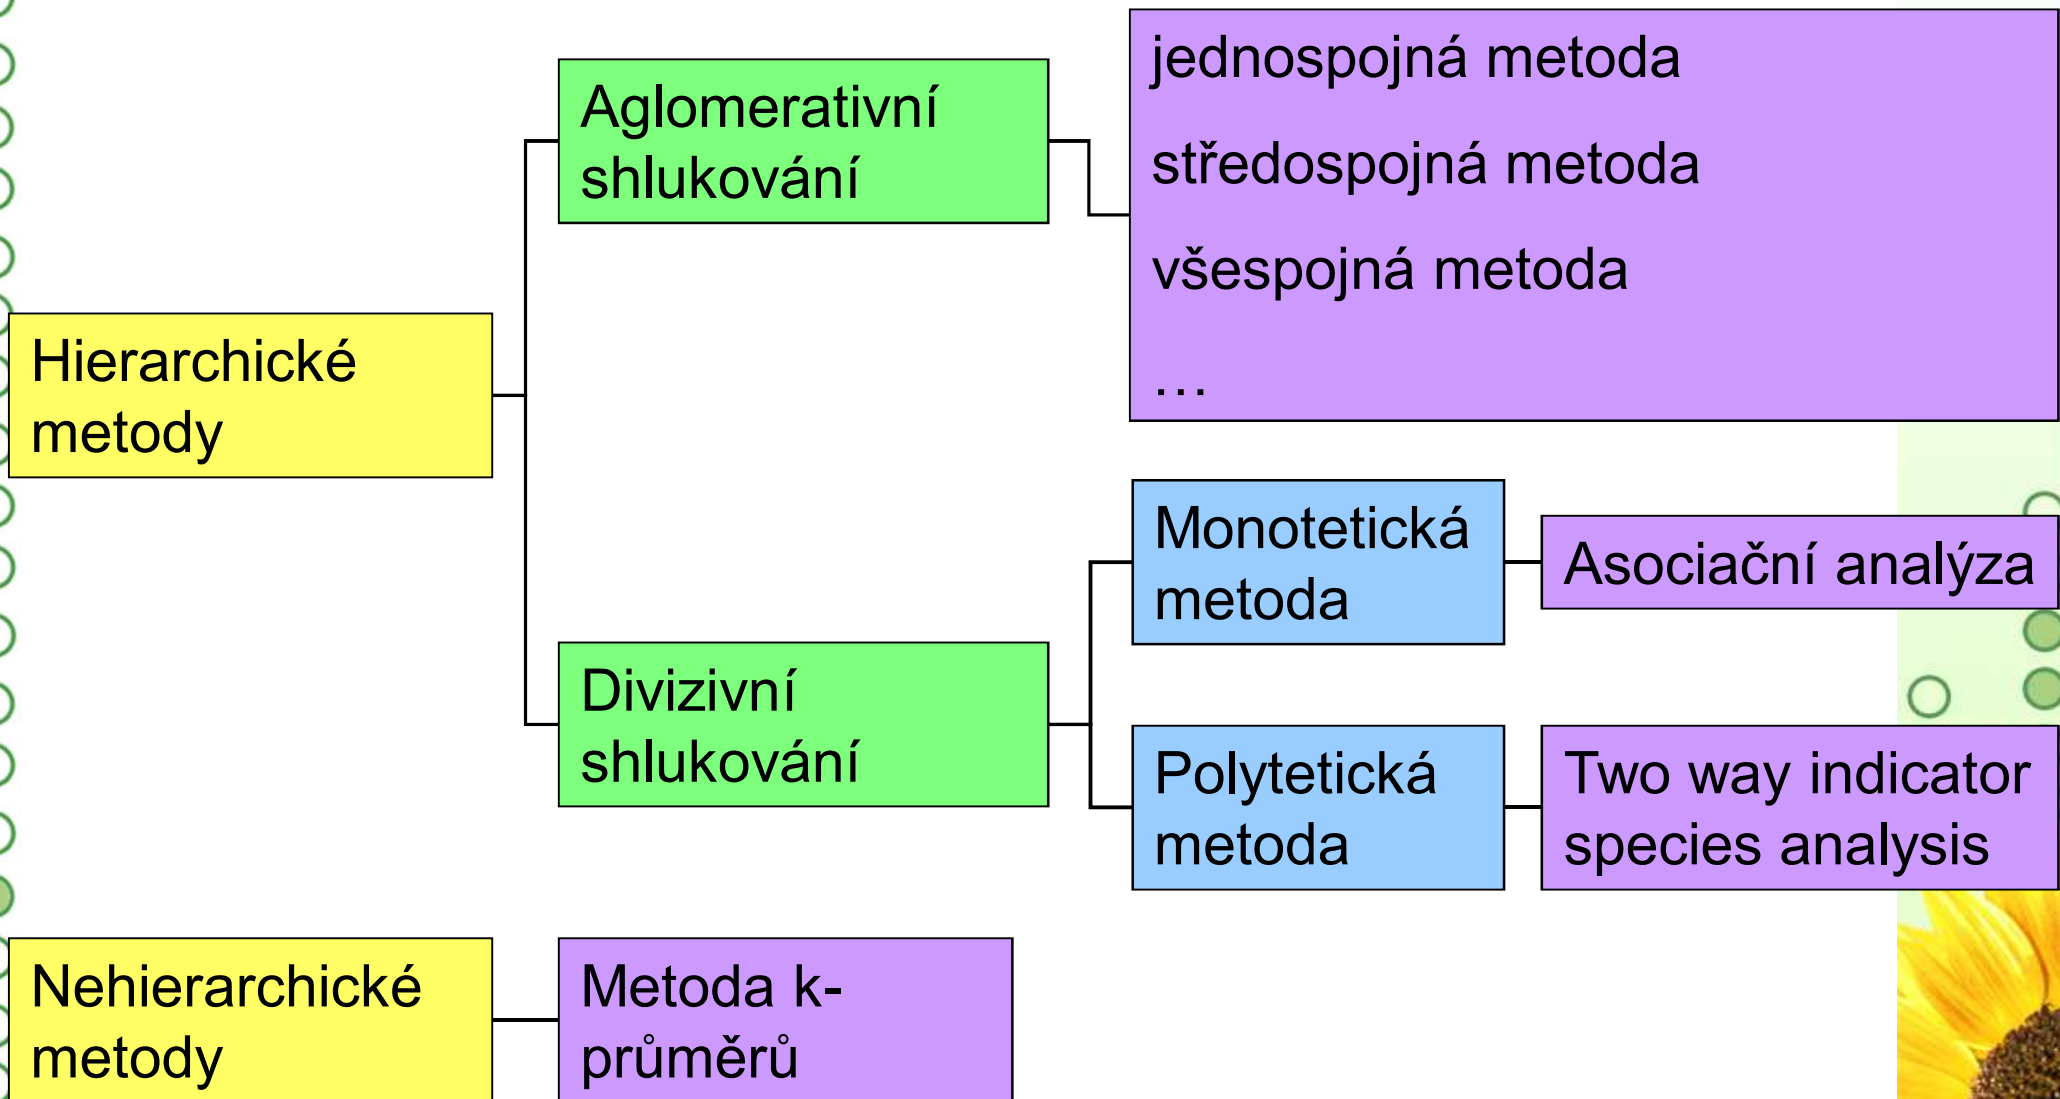 Hierarchické
metody
Aglomerativní
shlukování
jednospojná metoda
středospojná metoda
všespojná metoda
…
Divizivní
shlukování
Monotetická
metoda
Asociační analýza
Polytetická
metoda
Two way indicator
species analysis
Nehierarchické
metody
Metoda k-
průměrů